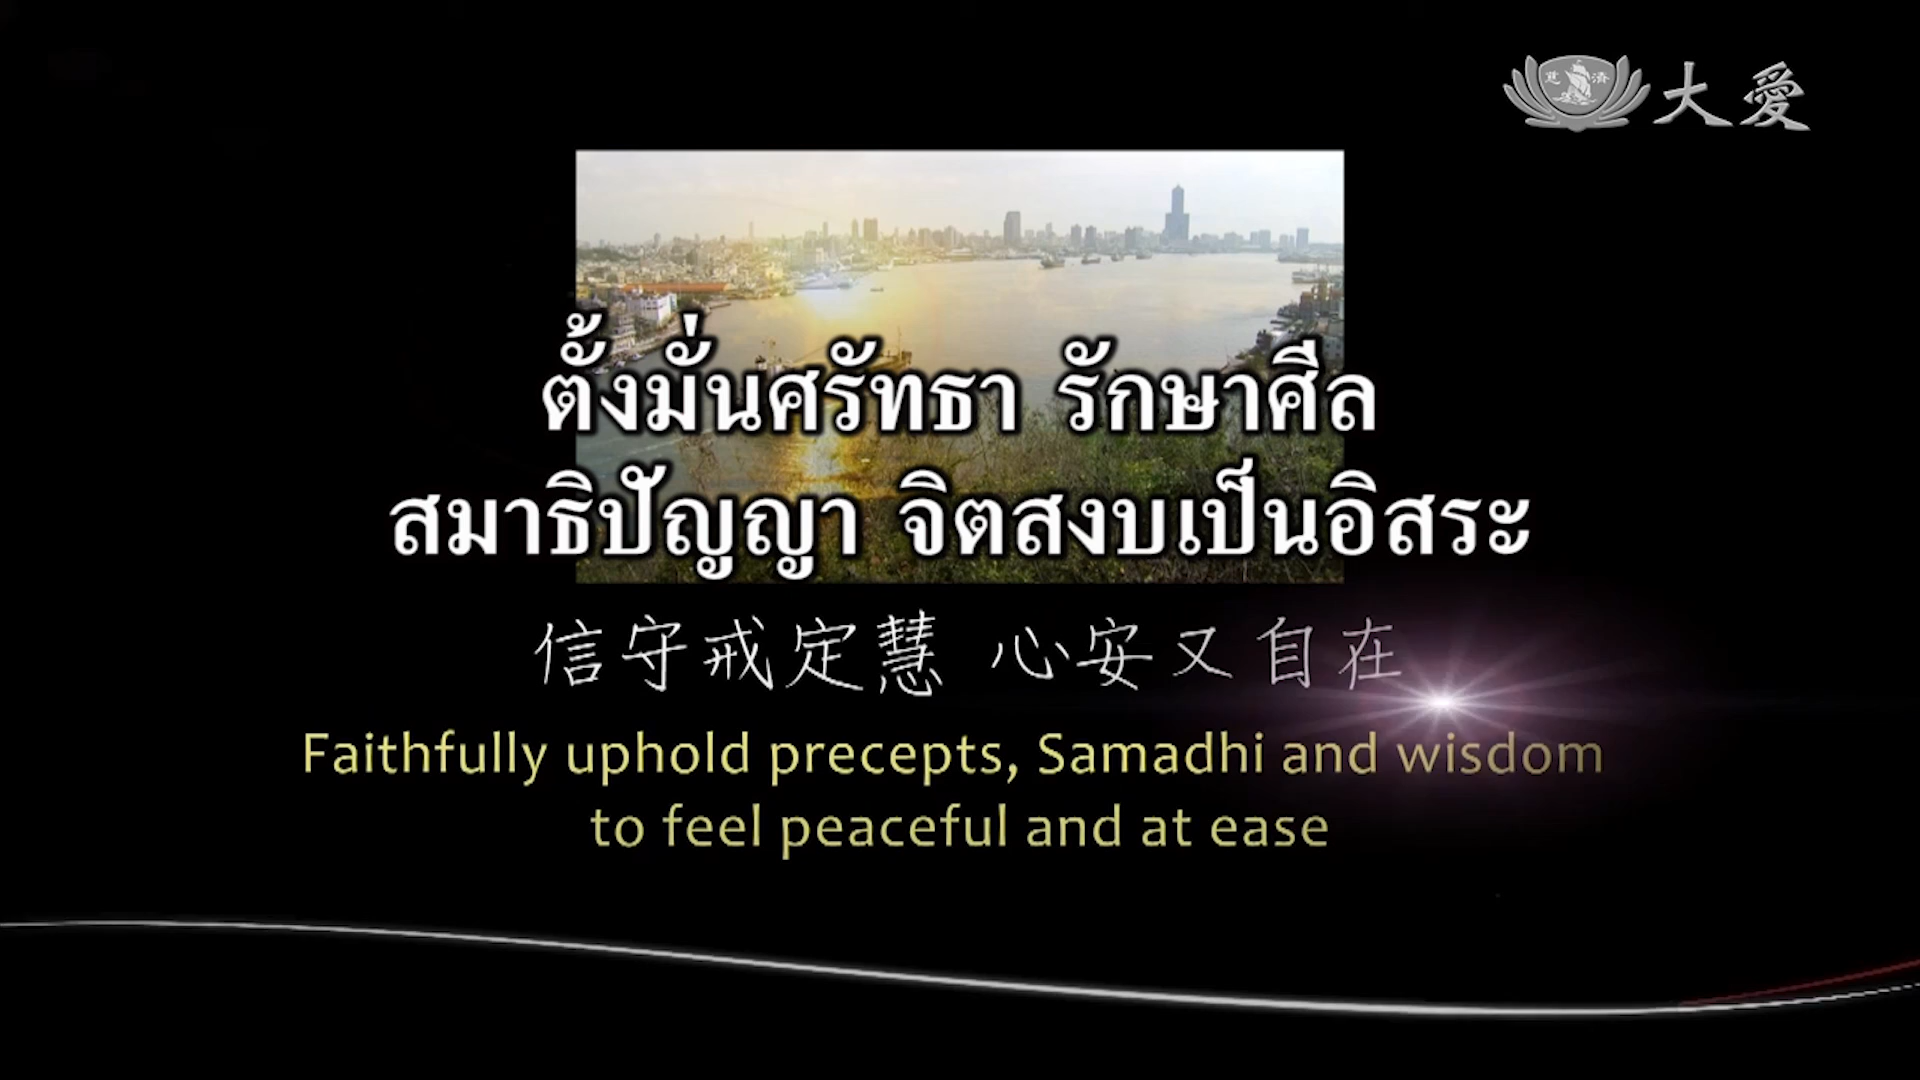 慈濟 大愛
ตั้งมั่นศรัทธา รักษาศีล
สมาธิปัญญา จิตสงบเป็นอิสระ
信守戒定慧 心安又自在
Faithfully uphold precepts, Samadhi and wisdom
to feel peaceful and at ease